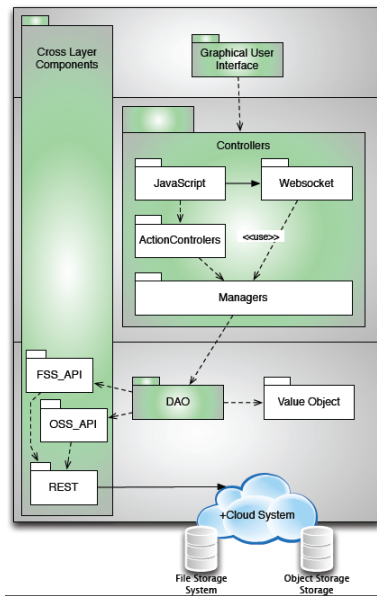 Cross Layer
Components
Graphical User
Interface
Controllers
JavaScript
Websocket
ActionControlers
<<use>>
Managers
FSS_API
DAO
Value Object
OSS_API
REST
+Cloud System
File Storage
System
Object Storage
Storage